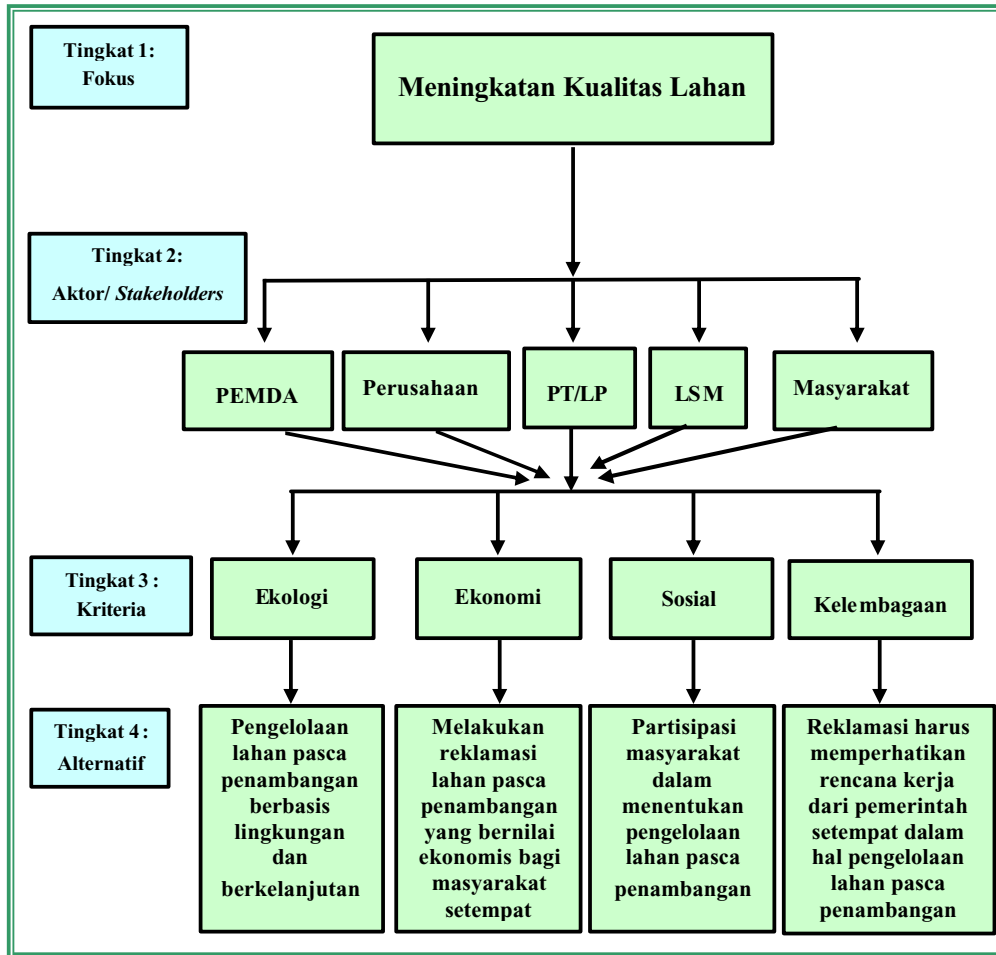 Tingkat 1:
Fokus
Meningkatan Kualitas Lahan
Tingkat 2:
Aktor/ Stakeholders
PEMDA
Perusahaan
PT/LP
LSM
Masyarakat
Tingkat 3 :
Kriteria
Ekologi
Ekonomi
Sosial
Kelembagaan
Tingkat 4 :
Alternatif
Pengelolaan
lahan pasca
penambangan
berbasis
lingkungan
dan
berkelanjutan
Melakukan
reklamasi
lahan pasca
penambangan
yang bernilai
ekonomis bagi
masyarakat
setempat
Partisipasi
masyarakat
dalam
menentukan
pengelolaan
lahan pasca
penambangan
Reklamasi harus
memperhatikan
rencana kerja
dari pemerintah
setempat dalam
hal pengelolaan
lahan pasca
penambangan